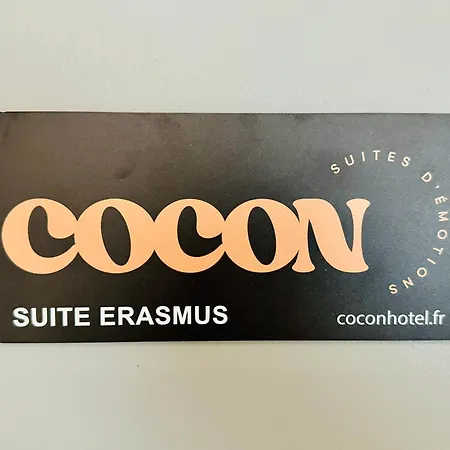 SUITES D'ÉMOTIONS
COCON
SUITE ERASMUS
coconhotel.fr